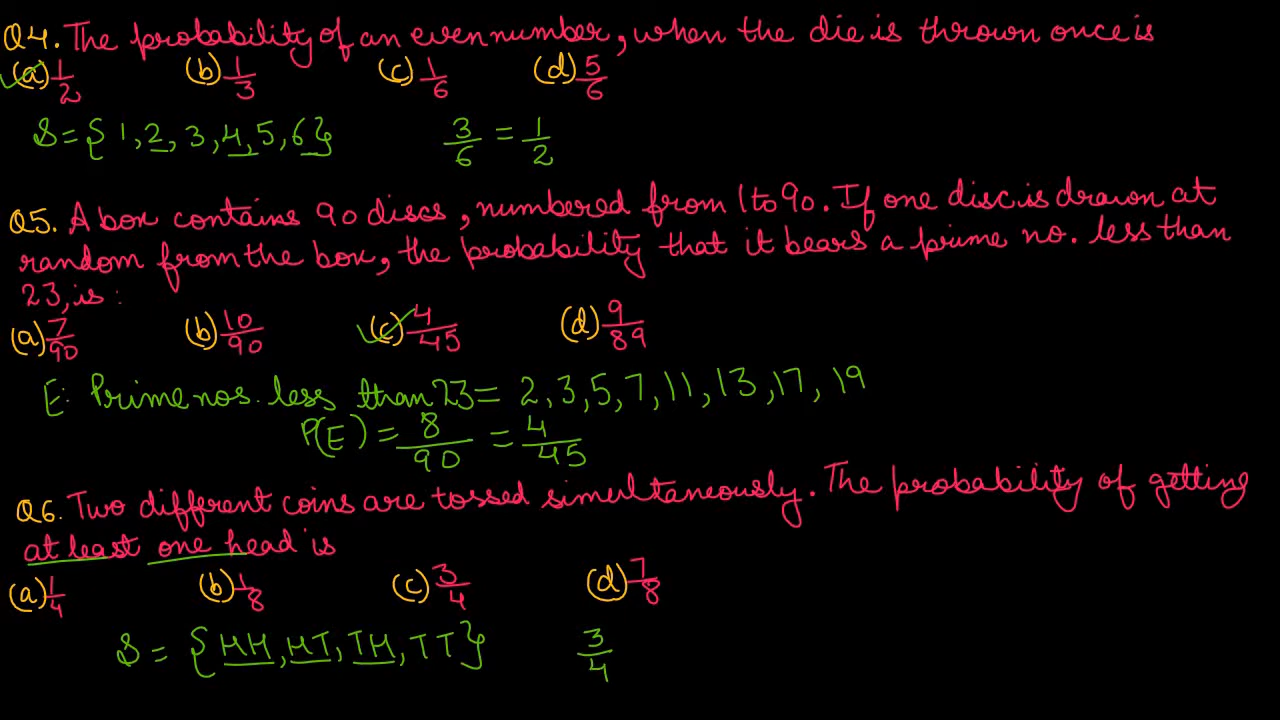 Q4. The probability of an even number, when the die is thrown once is
(a) 1/2 (b) 1/3 (c) 1/6 (d) 5/6
S = {1, 2, 3, 4, 5, 6} 3/6 = 1/2
Q5. A box contains 90 discs, numbered from 1 to 90. If one disc is drawn at
random from the box, the probability that it bears a prime no. less than
23, is :
(a) 7/90 (b) 10/90 (c) 4/45 (d) 9/89
E: Prime nos. less than 23 = 2, 3, 5, 7, 11, 13, 17, 19
P(E) = 8/90 = 4/45
Q6. Two different coins are tossed simultaneously. The probability of getting
at least one head is
(a) 1/4 (b) 1/8 (c) 3/4 (d) 7/8
S = {HH, HT, TH, TT} 3/4